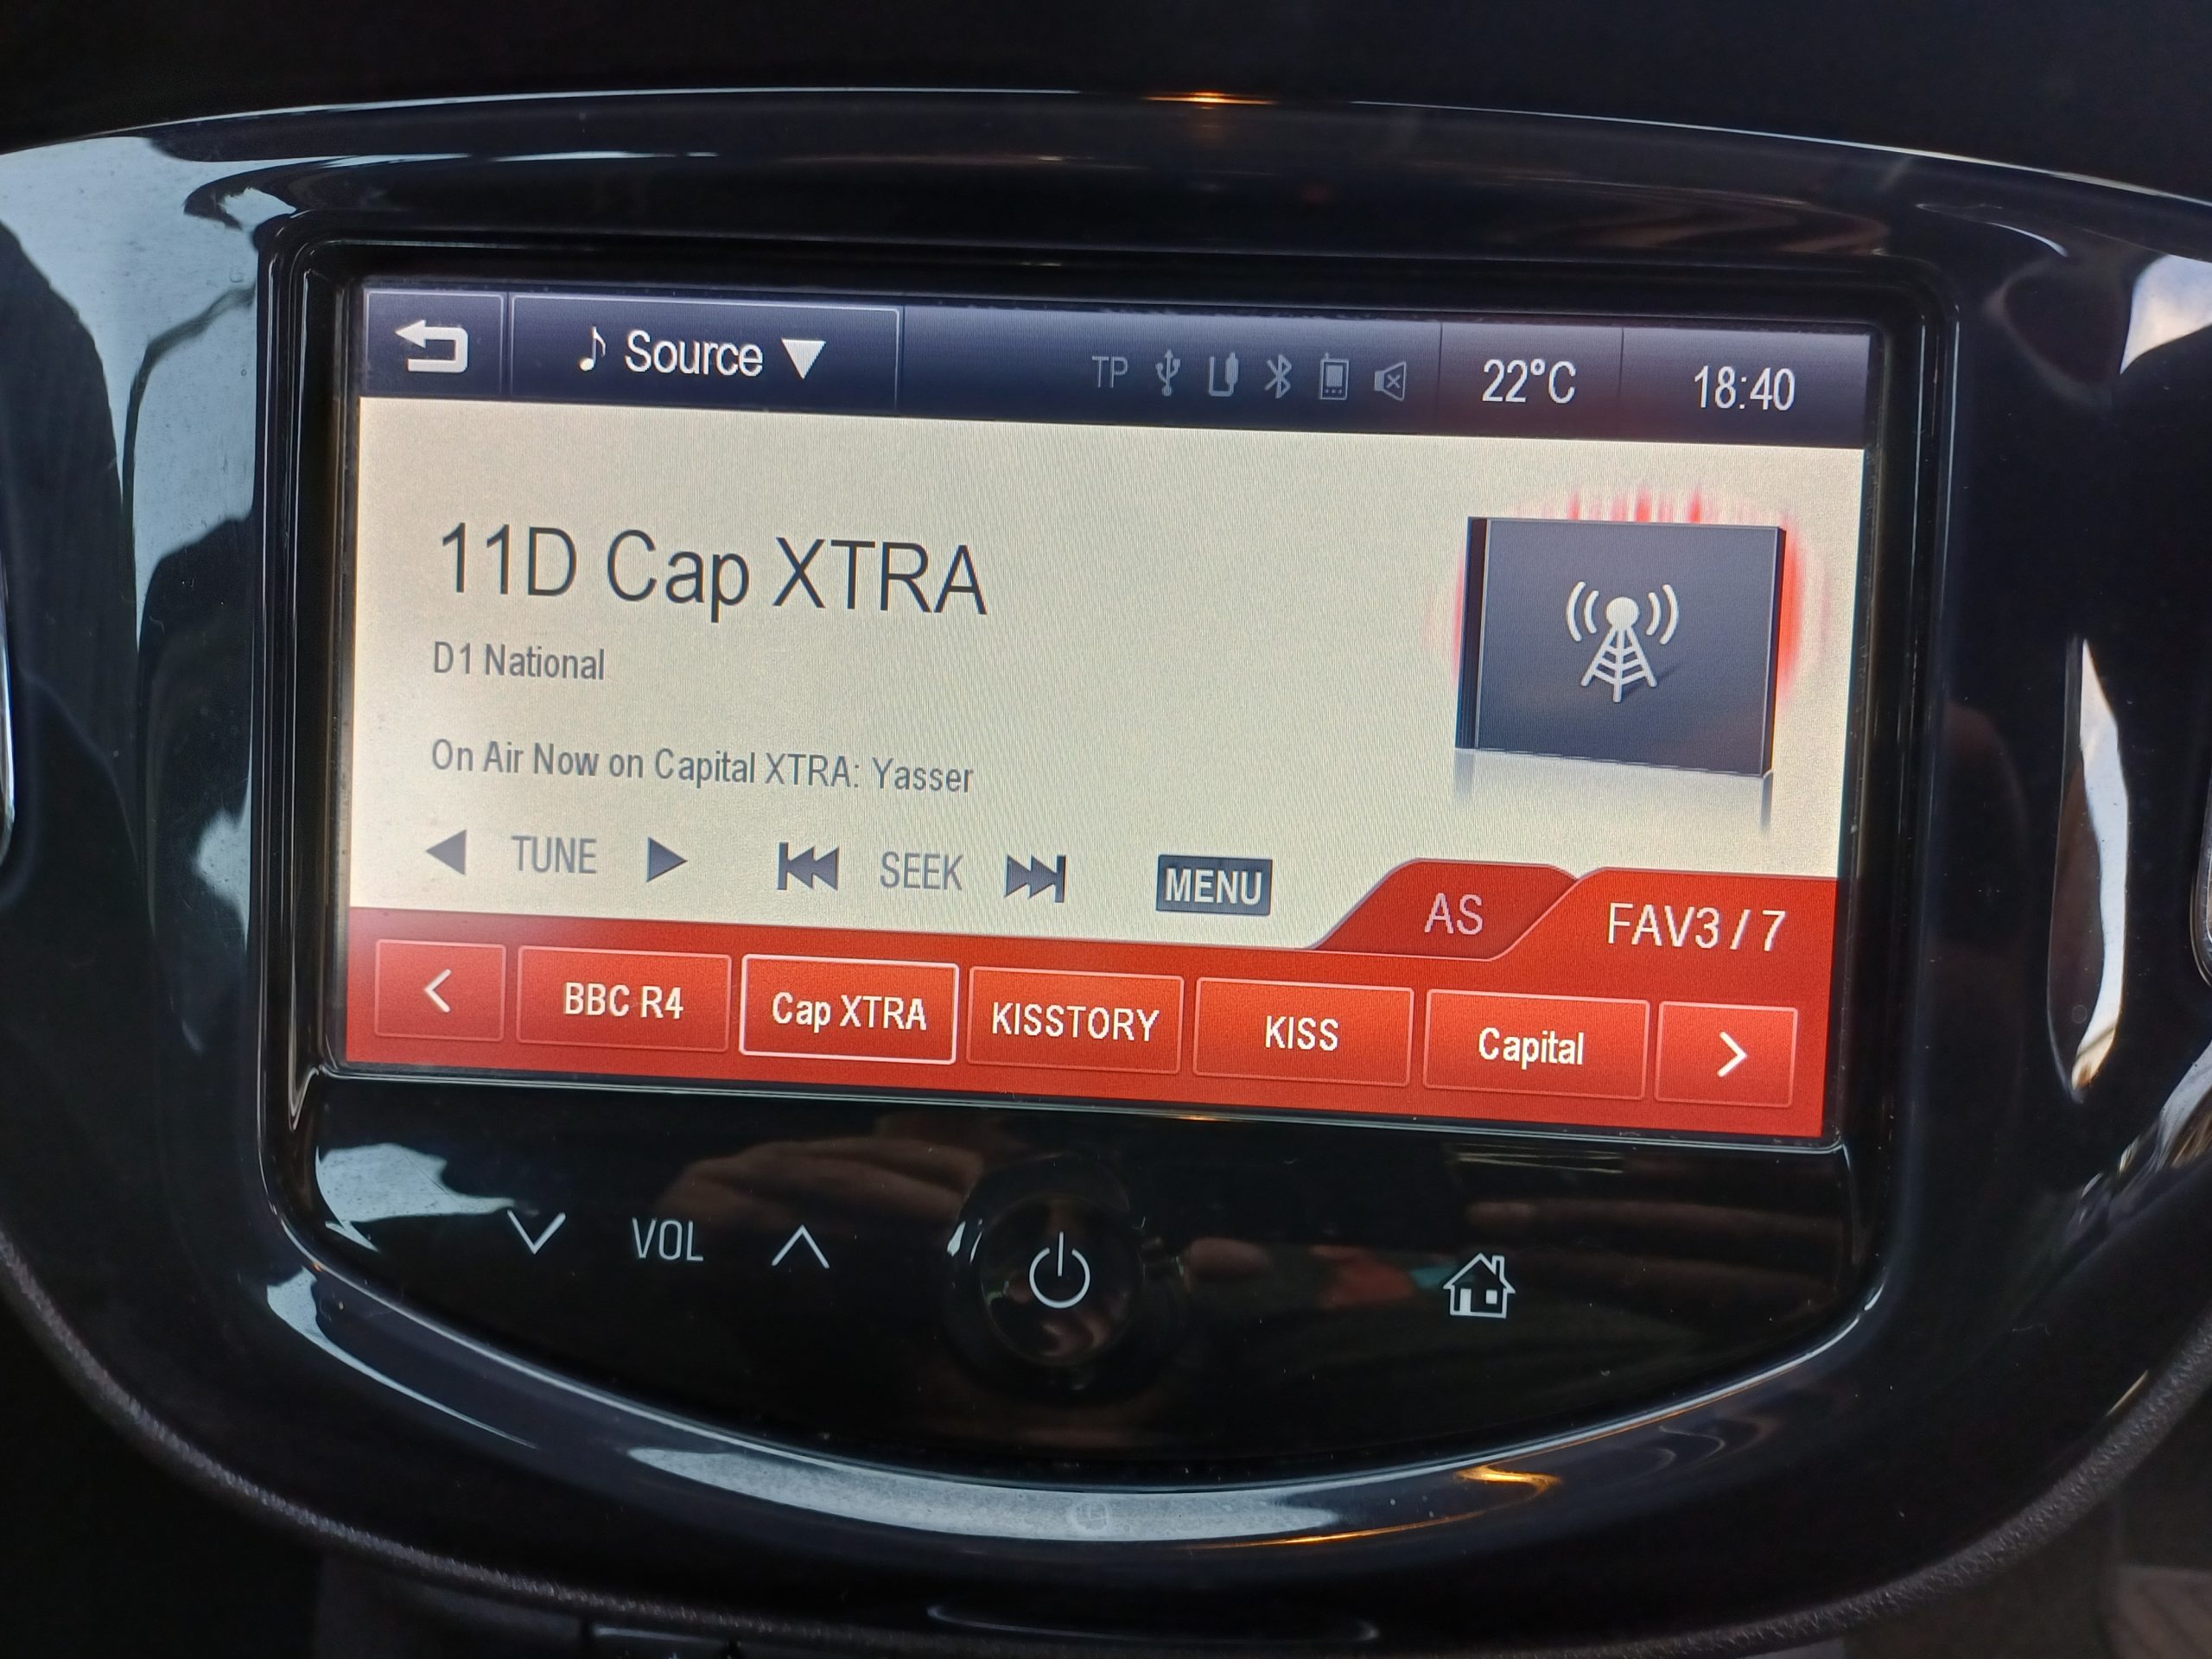 Source
TP
22°C
18:40
11D Cap XTRA
D1 National
On Air Now on Capital XTRA: Yasser
TUNE
SEEK
MENU
AS
FAV3 / 7
BBC R4
Cap XTRA
KISSTORY
KISS
Capital
VOL